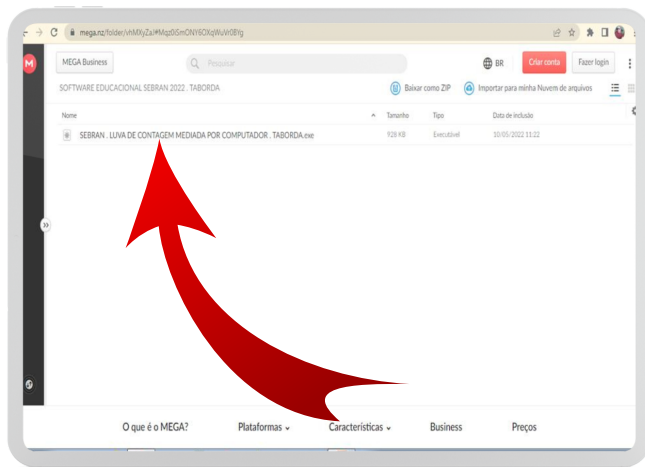 mega.nz/folder/vhMXyZaJ#Mqz0iSmONY6OXqWuVr0BYg
M
MEGA Business
Pesquisar
BR
Criar conta
Fazer login
SOFTWARE EDUCACIONAL SEBRAN 2022 . TABORDA
Baixar como ZIP
Importar para minha Nuvem de arquivos
Nome
Tamanho
Tipo
Data de inclusão
SEBRAN . LUVA DE CONTAGEM MEDIADA POR COMPUTADOR . TABORDA.exe
928 KB
Executável
10/05/2022 11:22
O que é o MEGA?
Plataformas
Características
Business
Preços